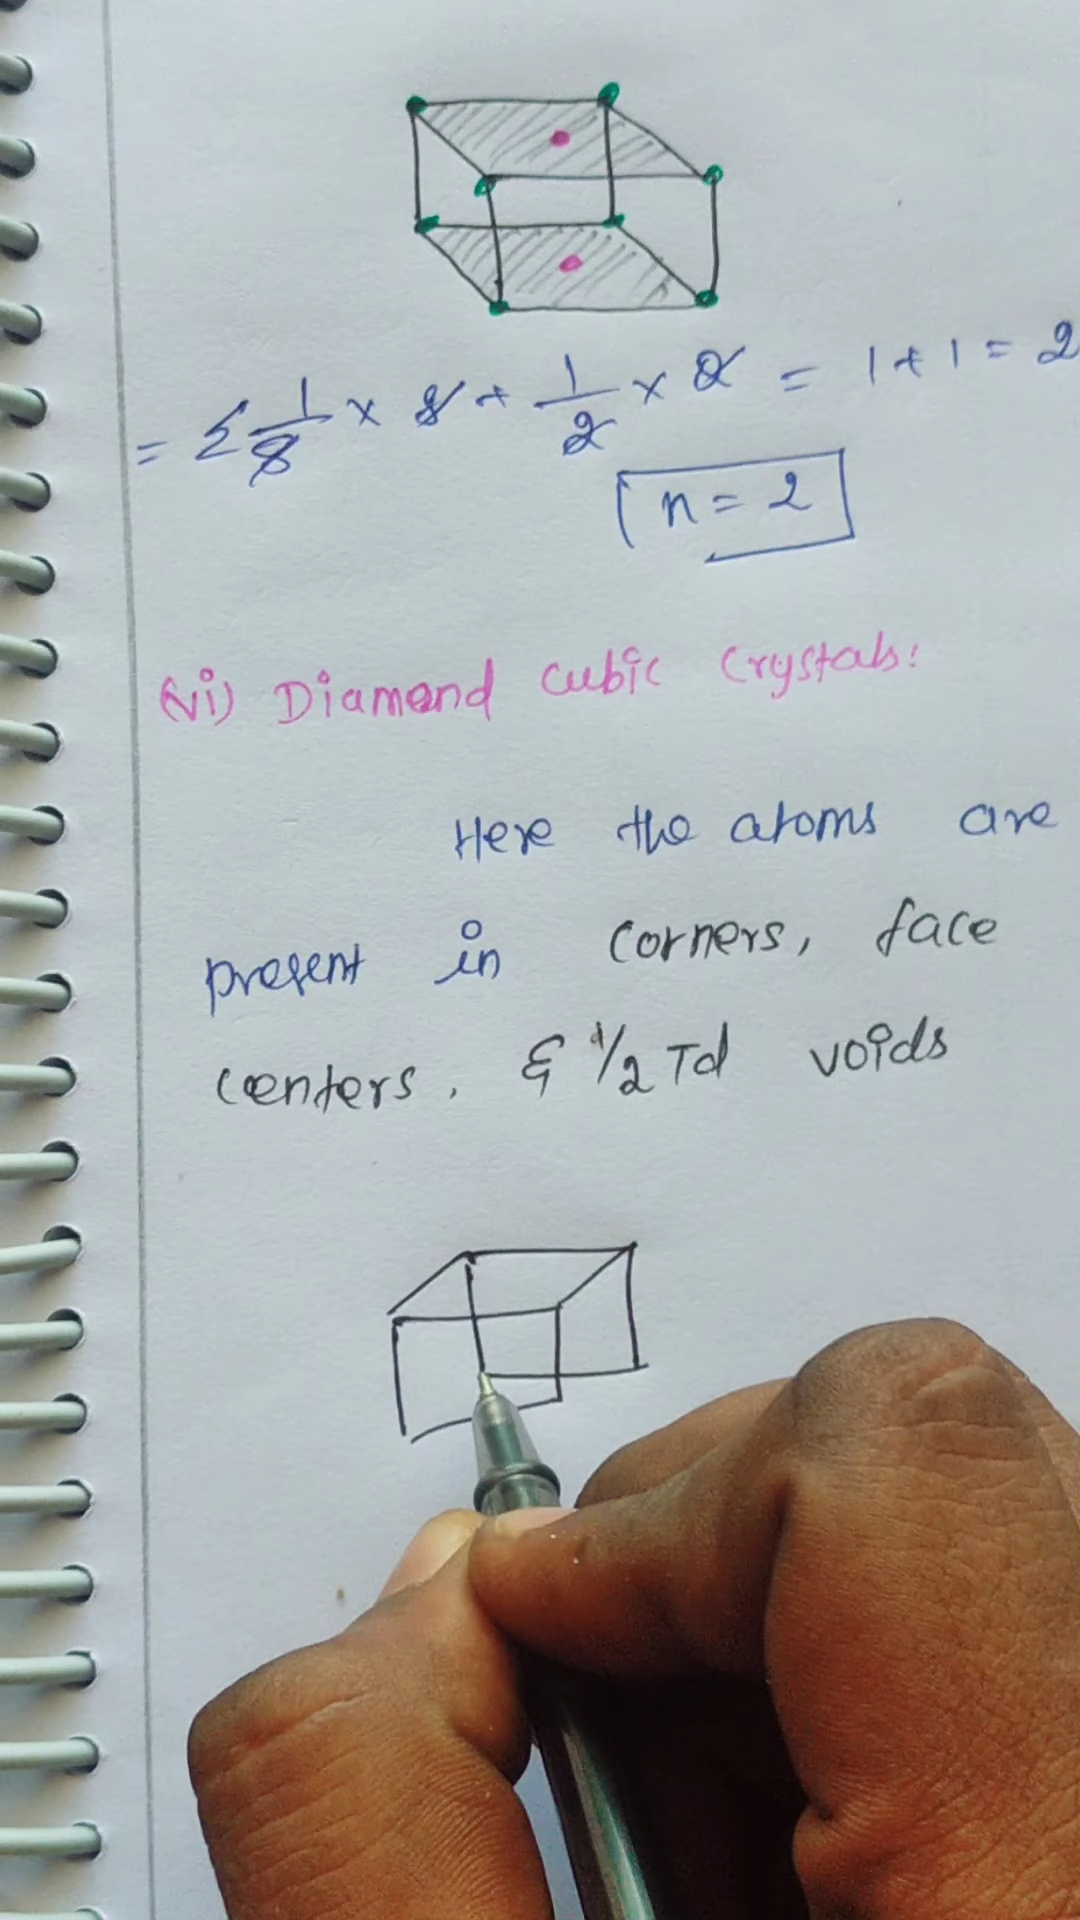 = ≤ 1/8 × 8 + 1/2 × 2 = 1 + 1 = 2
n = 2
(vi) Diamond cubic Crystals:
Here the atoms are
present in corners, face
centers, & 1/2 Td voids